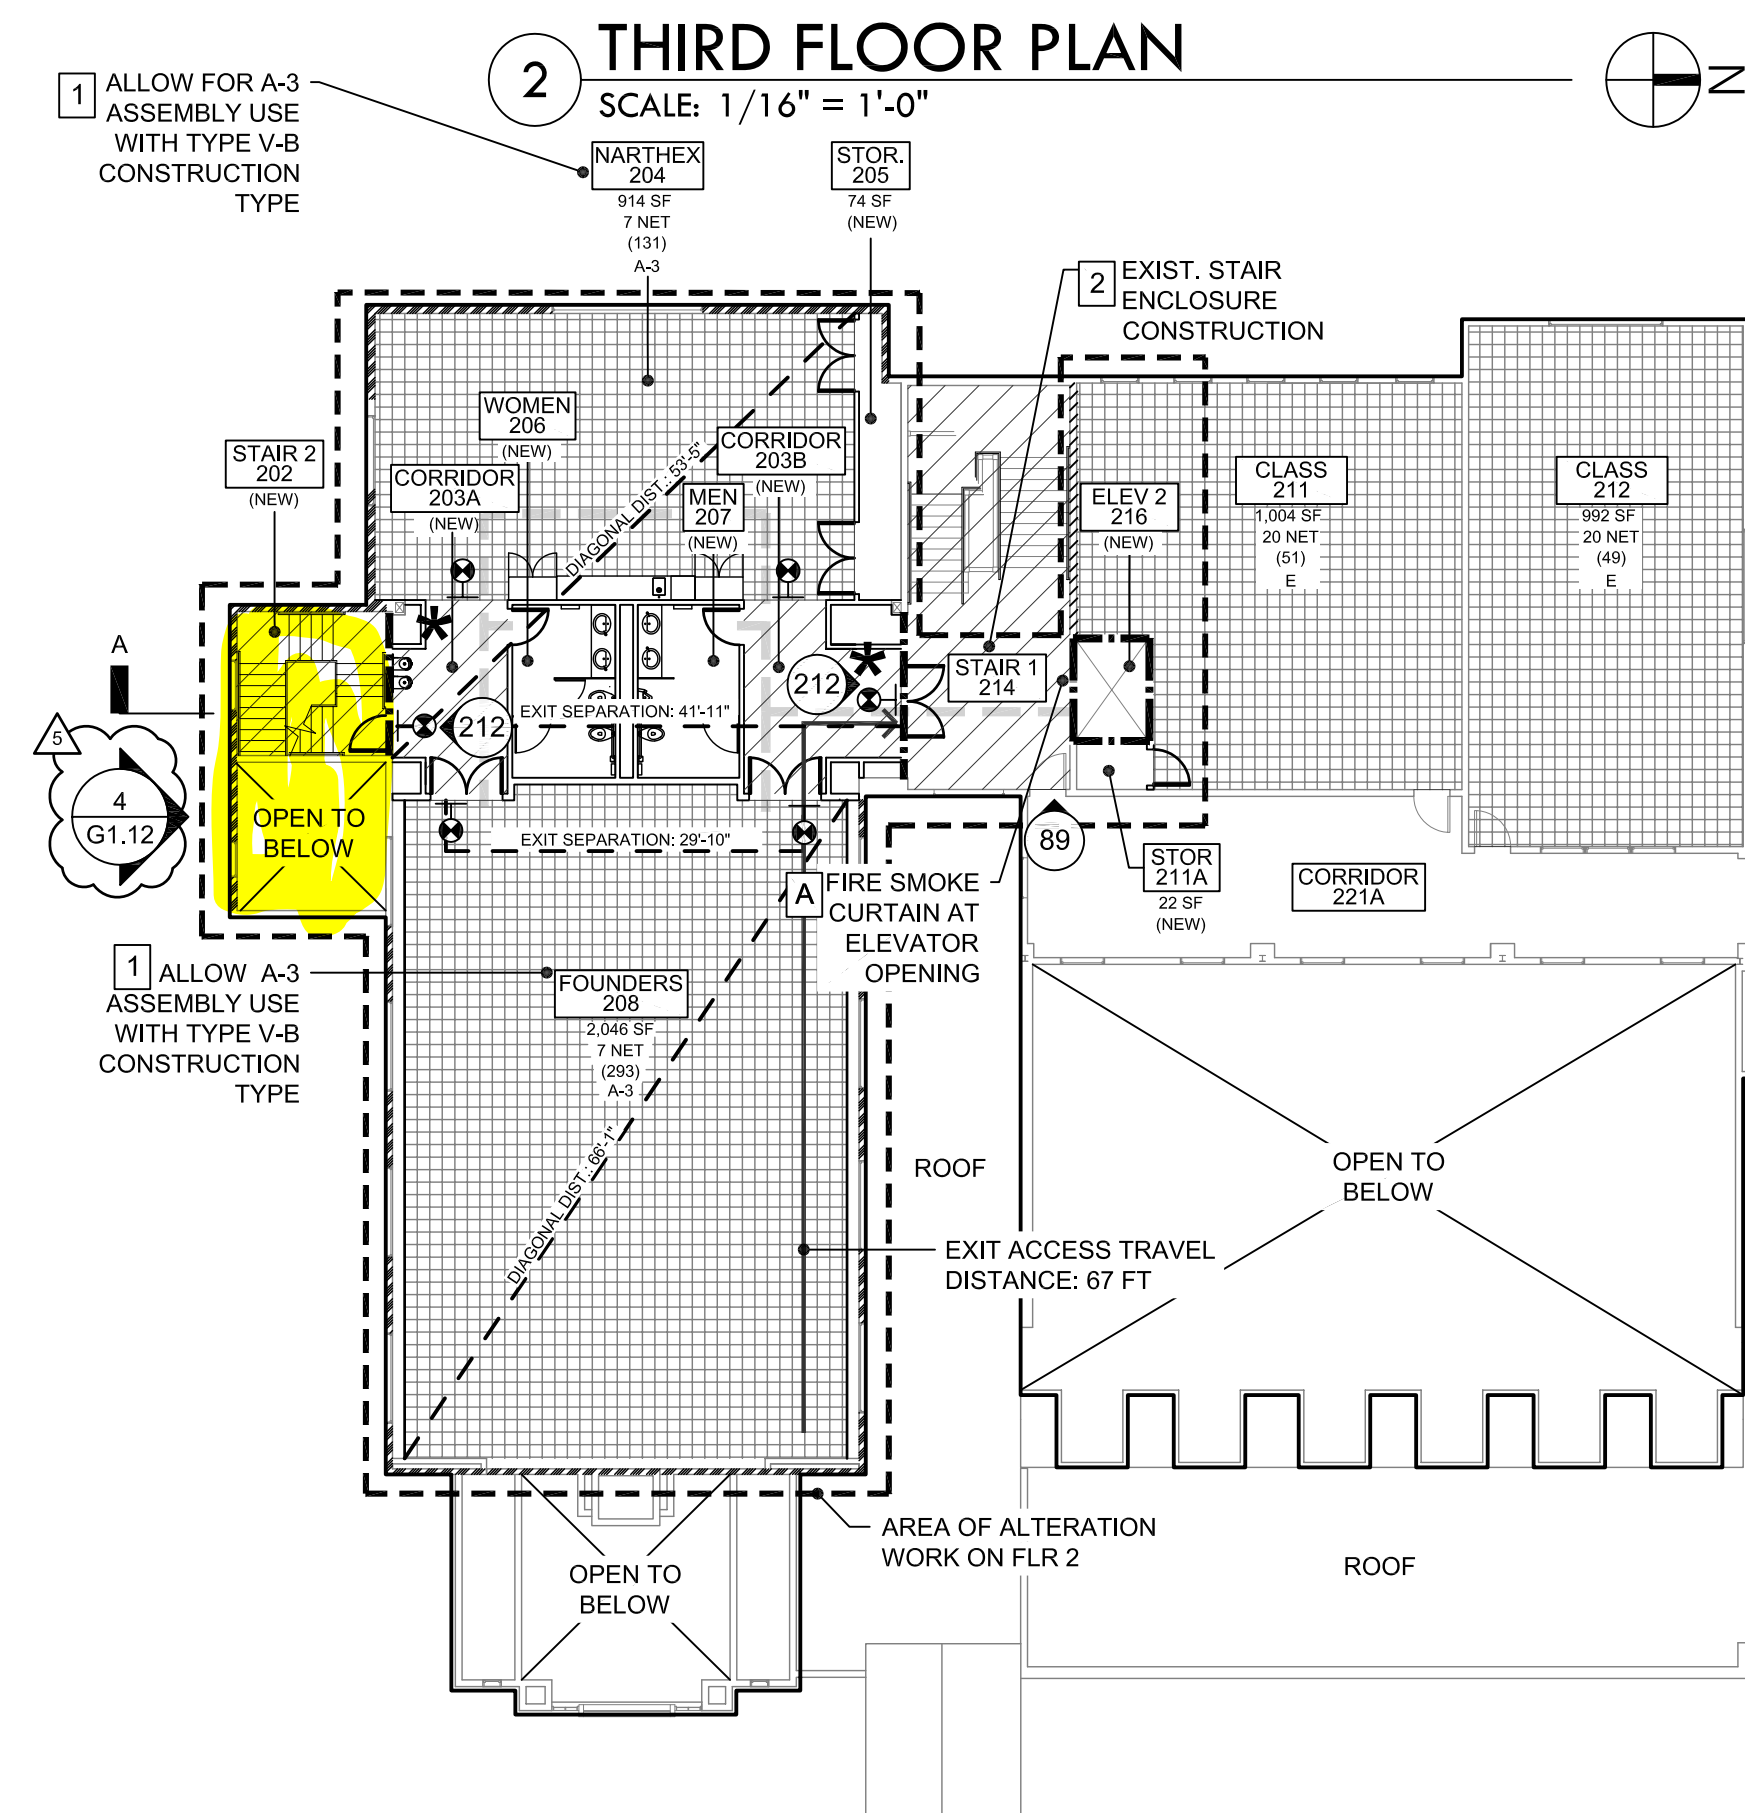 2
THIRD FLOOR PLAN
SCALE: 1/16" = 1'-0"
N
1
ALLOW FOR A-3
ASSEMBLY USE
WITH TYPE V-B
CONSTRUCTION
TYPE
NARTHEX
204
914 SF
7 NET
(131)
A-3
STOR.
205
74 SF
(NEW)
2
EXIST. STAIR
ENCLOSURE
CONSTRUCTION
STAIR 2
202
(NEW)
CORRIDOR
203A
(NEW)
WOMEN
206
(NEW)
DIAGONAL DIST.: 53'-5"
MEN
207
(NEW)
CORRIDOR
203B
(NEW)
ELEV 2
216
(NEW)
CLASS
211
1,004 SF
20 NET
(51)
E
CLASS
212
992 SF
20 NET
(49)
E
A
STAIR 1
214
212
EXIT SEPARATION: 41'-11"
212
5
4
G1.12
OPEN TO
BELOW
EXIT SEPARATION: 29'-10"
89
A
FIRE SMOKE
CURTAIN AT
ELEVATOR
OPENING
STOR
211A
22 SF
(NEW)
CORRIDOR
221A
1
ALLOW A-3
ASSEMBLY USE
WITH TYPE V-B
CONSTRUCTION
TYPE
FOUNDERS
208
2,046 SF
7 NET
(293)
A-3
DIAGONAL DIST.: 66'-1"
ROOF
OPEN TO
BELOW
EXIT ACCESS TRAVEL
DISTANCE: 67 FT
AREA OF ALTERATION
WORK ON FLR 2
OPEN TO
BELOW
ROOF